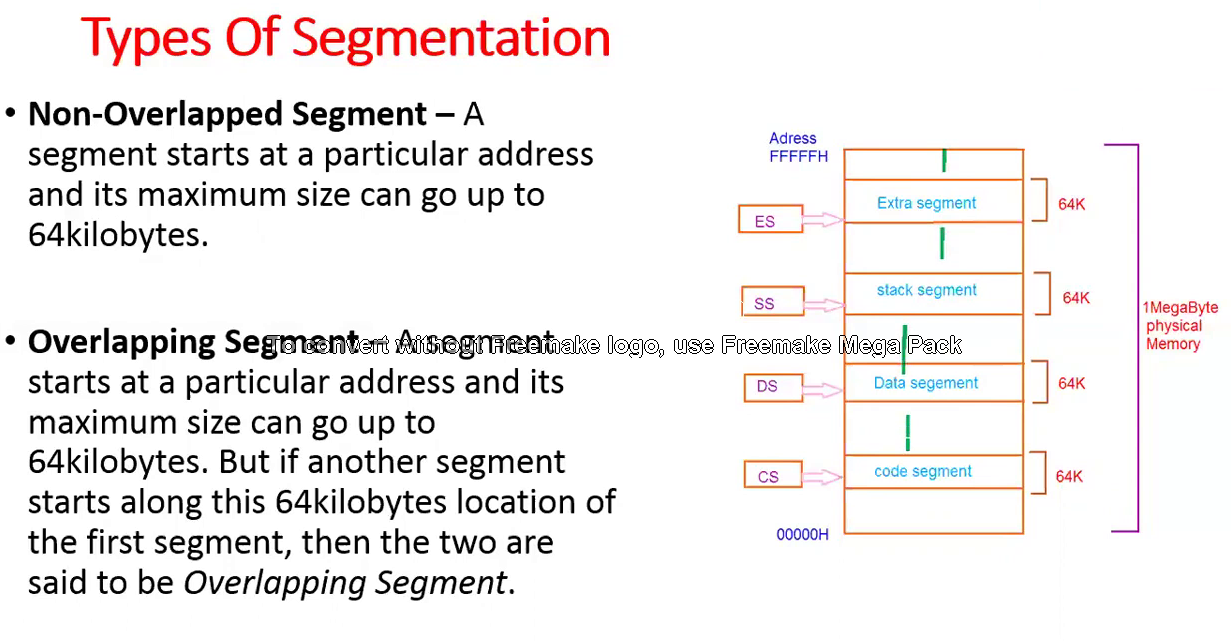 Types Of Segmentation
• Non-Overlapped Segment – A
segment starts at a particular address
and its maximum size can go up to
64kilobytes.
• Overlapping Segment – A segment
starts at a particular address and its
maximum size can go up to
64kilobytes. But if another segment
starts along this 64kilobytes location of
the first segment, then the two are
said to be Overlapping Segment.
To convert without Freemake logo, use Freemake Mega Pack
Adress
FFFFFH
Extra segment
64K
ES
stack segment
64K
SS
1MegaByte
physical
Memory
Data segement
64K
DS
code segment
64K
CS
00000H